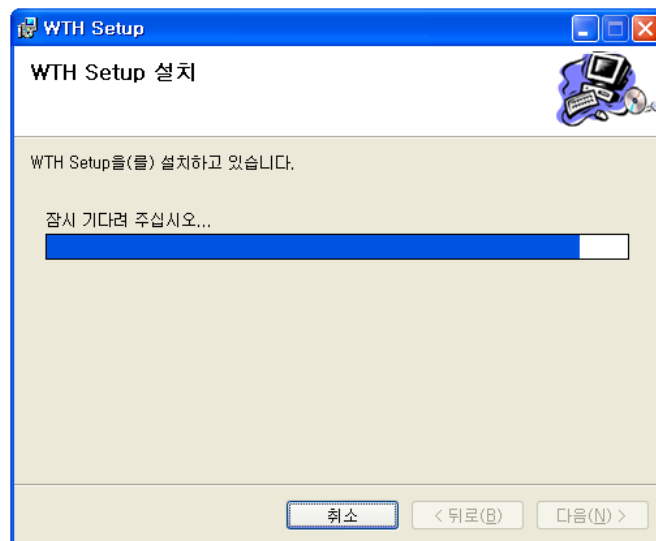 WTH Setup
WTH Setup 설치
WTH Setup을(를) 설치하고 있습니다.
잠시 기다려 주십시오...
취소
< 뒤로(B)
다음(N) >